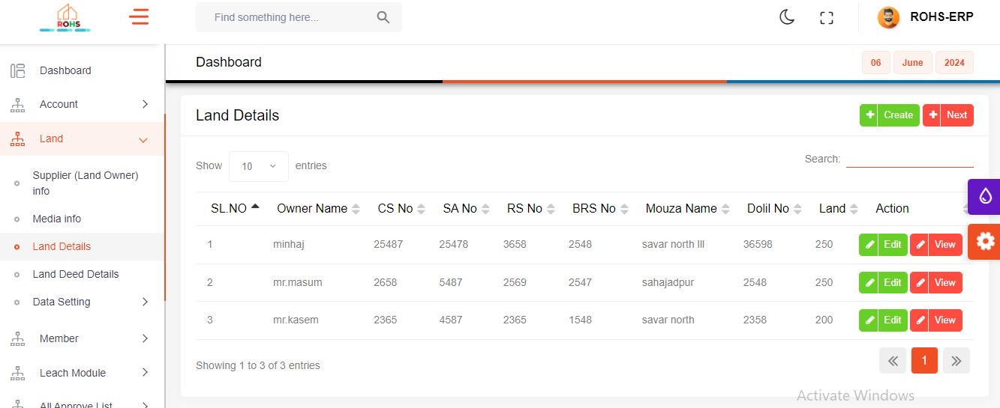 ROHS
Find something here...
ROHS-ERP
Dashboard
Account
Land
Supplier (Land Owner)
info
Media info
Land Details
Land Deed Details
Data Setting
Member
Leach Module
All Approve List
Dashboard
06 June 2024
Land Details
Create Next
Show 10 entries
Search:
SL.NO Owner Name CS No SA No RS No BRS No Mouza Name Dolil No Land Action
1 minhaj 25487 25478 3658 2548 savar north lll 36598 250 Edit View
2 mr.masum 2658 5487 2569 2547 sahajadpur 2548 250 Edit View
3 mr.kasem 2365 4587 2365 1548 savar north 2358 200 Edit View
Showing 1 to 3 of 3 entries
« 1 »
Activate Windows